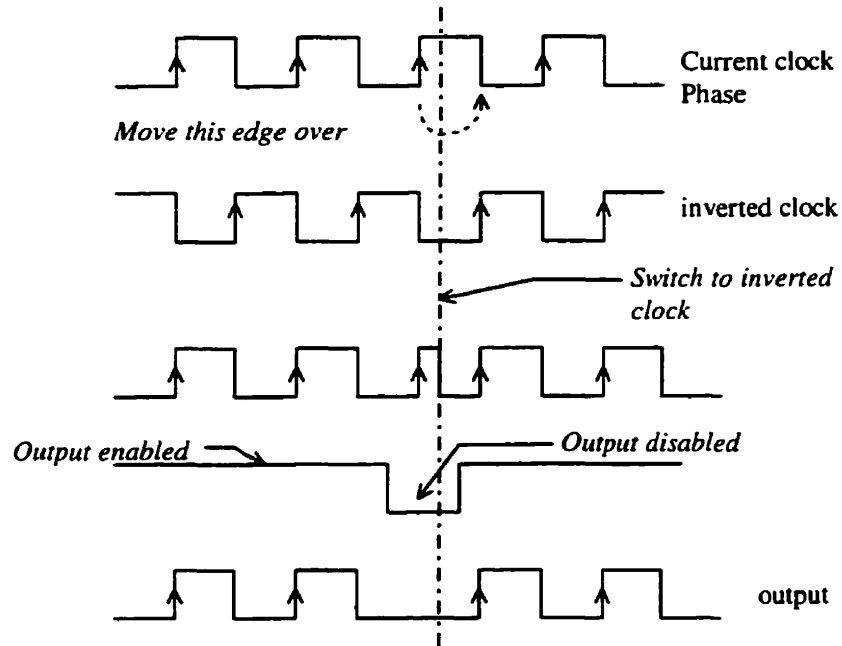 Current clock
Phase
Move this edge over
inverted clock
Switch to inverted
clock
Output enabled
Output disabled
output